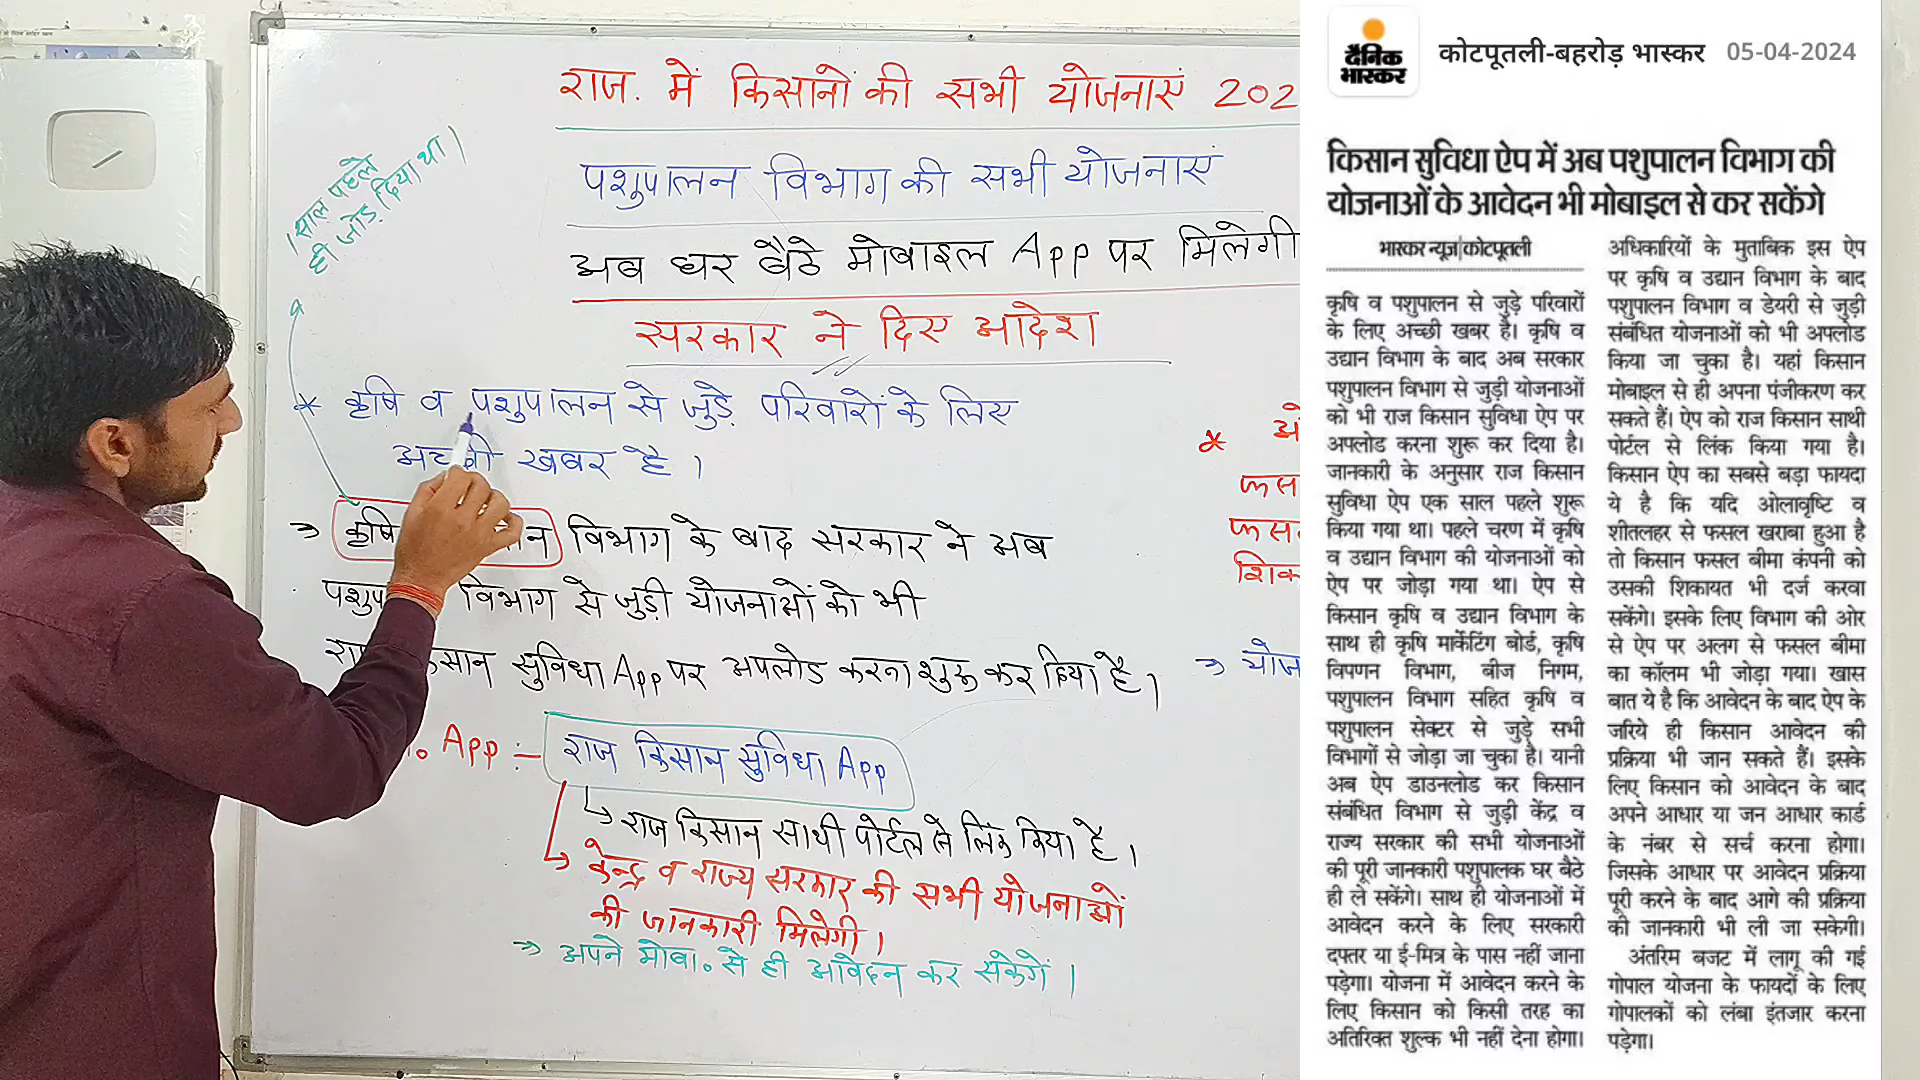 राज. में किसानों की सभी योजनाएं 202
पशुपालन विभाग की सभी योजनाएं
अब घर बैठे मोबाइल App पर मिलेगी
सरकार ने दिए आदेश
1साल पहले
ही जोड़ दिया था)
* कृषि व पशुपालन से जुड़े परिवारों के लिए
अच्छी खबर है।
⇒ कृषि न विभाग के बाद सरकार ने अब
पशुप विभाग से जुड़ी योजनाओं को भी
किसान सुविधा App पर अपलोड करना शुरू कर दिया है।
. App :- राज किसान सुविधा App
↳ राज किसान साथी पोर्टल से लिंक किया है।
↳ केन्द्र व राज्य सरकार की सभी योजनाओं
की जानकारी मिलेगी।
⇒ अपने मोबा. से ही आवेदन कर सकेगें।
*
फस
फस
शिक
⇒ योज
दैनिक
भास्कर
कोटपूतली-बहरोड़ भास्कर 05-04-2024
किसान सुविधा ऐप में अब पशुपालन विभाग की
योजनाओं के आवेदन भी मोबाइल से कर सकेंगे
भास्कर न्यूज|कोटपूतली
कृषि व पशुपालन से जुड़े परिवारों
के लिए अच्छी खबर है। कृषि व
उद्यान विभाग के बाद अब सरकार
पशुपालन विभाग से जुड़ी योजनाओं
को भी राज किसान सुविधा ऐप पर
अपलोड करना शुरू कर दिया है।
जानकारी के अनुसार राज किसान
सुविधा ऐप एक साल पहले शुरू
किया गया था। पहले चरण में कृषि
व उद्यान विभाग की योजनाओं को
ऐप पर जोड़ा गया था। ऐप से
किसान कृषि व उद्यान विभाग के
साथ ही कृषि मार्केटिंग बोर्ड, कृषि
विपणन विभाग, बीज निगम,
पशुपालन विभाग सहित कृषि व
पशुपालन सेक्टर से जुड़े सभी
विभागों से जोड़ा जा चुका है। यानी
अब ऐप डाउनलोड कर किसान
संबंधित विभाग से जुड़ी केंद्र व
राज्य सरकार की सभी योजनाओं
की पूरी जानकारी पशुपालक घर बैठे
ही ले सकेंगे। साथ ही योजनाओं में
आवेदन करने के लिए सरकारी
दफ्तर या ई-मित्र के पास नहीं जाना
पड़ेगा। योजना में आवेदन करने के
लिए किसान को किसी तरह का
अतिरिक्त शुल्क भी नहीं देना होगा।
अधिकारियों के मुताबिक इस ऐप
पर कृषि व उद्यान विभाग के बाद
पशुपालन विभाग व डेयरी से जुड़ी
संबंधित योजनाओं को भी अपलोड
किया जा चुका है। यहां किसान
मोबाइल से ही अपना पंजीकरण कर
सकते हैं। ऐप को राज किसान साथी
पोर्टल से लिंक किया गया है।
किसान ऐप का सबसे बड़ा फायदा
ये है कि यदि ओलावृष्टि व
शीतलहर से फसल खराबा हुआ है
तो किसान फसल बीमा कंपनी को
उसकी शिकायत भी दर्ज करवा
सकेंगे। इसके लिए विभाग की ओर
से ऐप पर अलग से फसल बीमा
का कॉलम भी जोड़ा गया। खास
बात ये है कि आवेदन के बाद ऐप के
जरिये ही किसान आवेदन की
प्रक्रिया भी जान सकते हैं। इसके
लिए किसान को आवेदन के बाद
अपने आधार या जन आधार कार्ड
के नंबर से सर्च करना होगा।
जिसके आधार पर आवेदन प्रक्रिया
पूरी करने के बाद आगे की प्रक्रिया
की जानकारी भी ली जा सकेगी।
अंतरिम बजट में लागू की गई
गोपाल योजना के फायदों के लिए
गोपालकों को लंबा इंतजार करना
पड़ेगा।